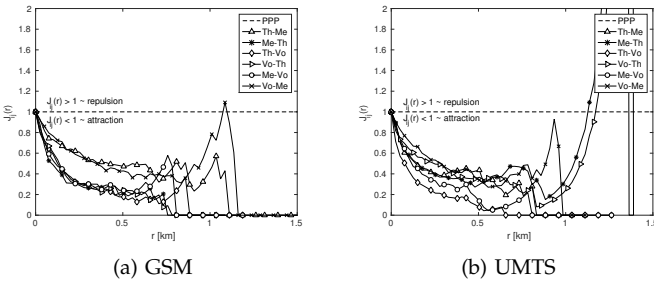 2
1.8
1.6
1.4
1.2
1
0.8
0.6
0.4
0.2
0
J_ij(r)
PPP
Th-Me
Me-Th
Th-Vo
Vo-Th
Me-Vo
Vo-Me
J_ij(r) > 1 ~ repulsion
J_ij(r) < 1 ~ attraction
0 0.5 1 1.5
r [km]
(a) GSM
2
1.8
1.6
1.4
1.2
1
0.8
0.6
0.4
0.2
0
J_ij(r)
PPP
Th-Me
Me-Th
Th-Vo
Vo-Th
Me-Vo
Vo-Me
J_ij(r) > 1 ~ repulsion
J_ij(r) < 1 ~ attraction
0 0.5 1 1.5
r [km]
(b) UMTS